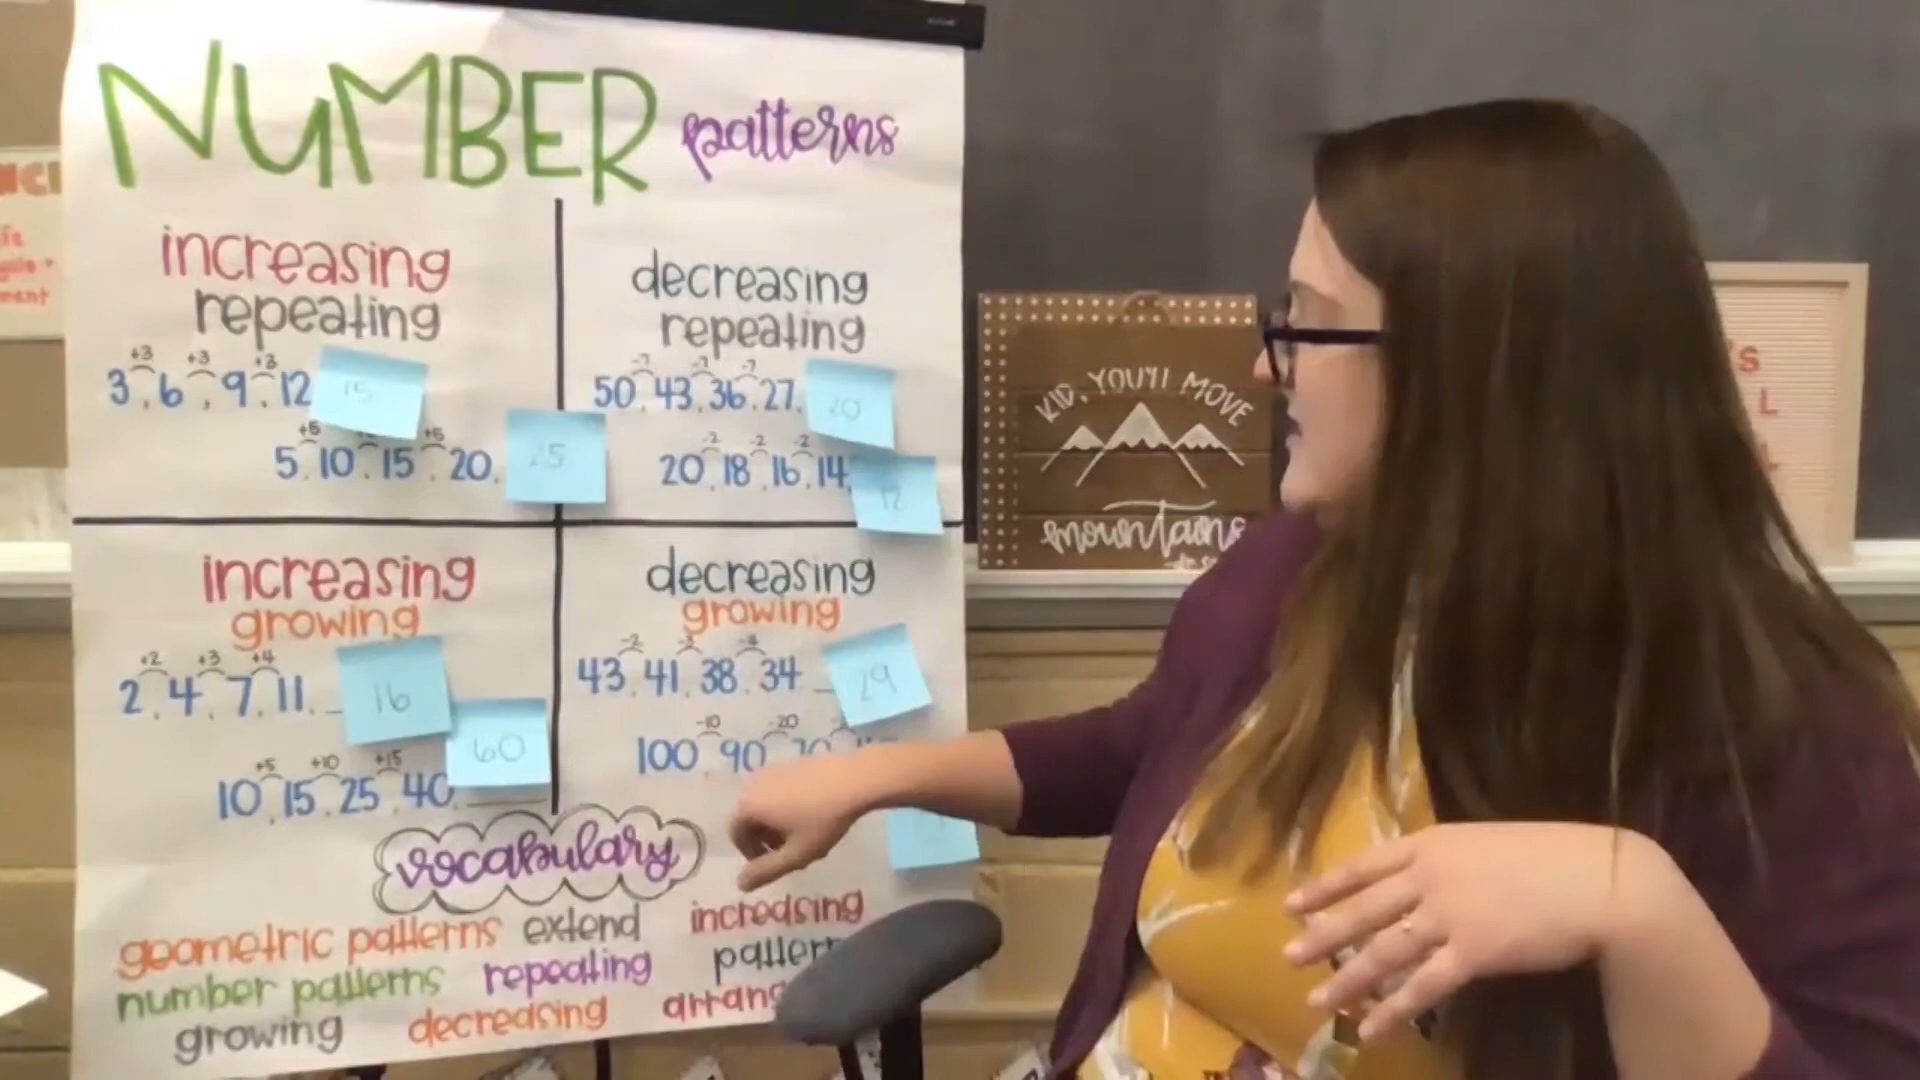 NUMBER patterns
increasing
repeating
+3 +3 +3
3, 6, 9, 12 15
+5 +5
5, 10, 15, 20, 25
decreasing
repeating
-7 -7 -7
50, 43, 36, 27, 20
-2 -2 -2
20, 18, 16, 14, 12
increasing
growing
+2 +3 +4
2, 4, 7, 11, _ 16
+5 +10 +15
10, 15, 25, 40, 60
decreasing
growing
-2 -3 -4
43, 41, 38, 34 _ 29
-10 -20
100, 90, 70
vocabulary
geometric patterns extend increasing
number patterns repeating
growing decreasing
KID, YOU'll MOVE
mountains